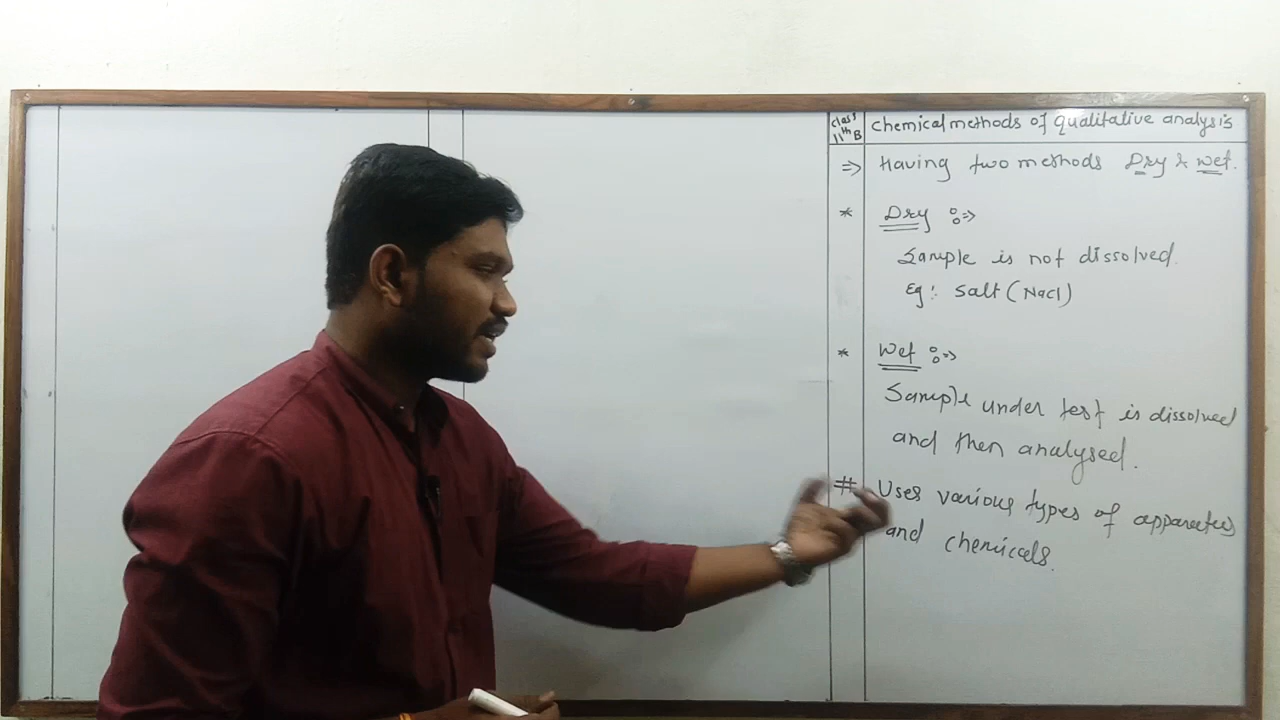 class 11th B
chemical methods of qualitative analysis
⇒ Having two methods Dry & wet.
* Dry :⇒
Sample is not dissolved.
Eg: salt (NaCl)
* Wet :⇒
Sample under test is dissolved
and then analysed.
# Uses various types of apparatus
and chemicals.